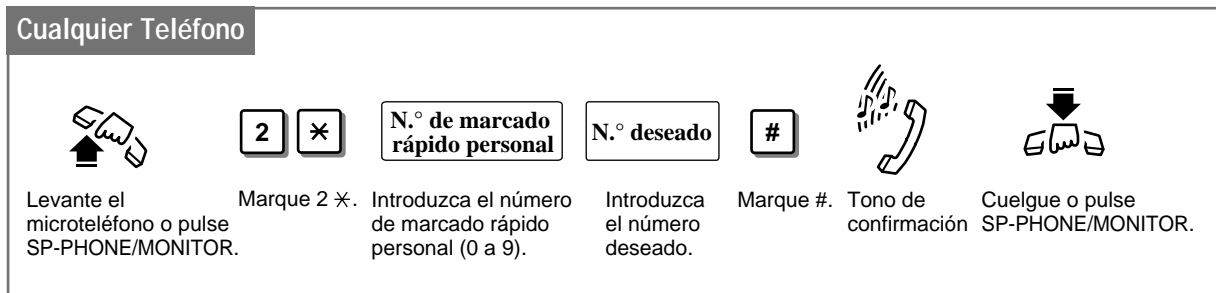 Cualquier Teléfono
2 ✳
N.° de marcado
rápido personal
N.° deseado
#
Levante el
microteléfono o pulse
SP-PHONE/MONITOR.
Marque 2 ✳.
Introduzca el número
de marcado rápido
personal (0 a 9).
Introduzca
el número
deseado.
Marque #.
Tono de
confirmación
Cuelgue o pulse
SP-PHONE/MONITOR.